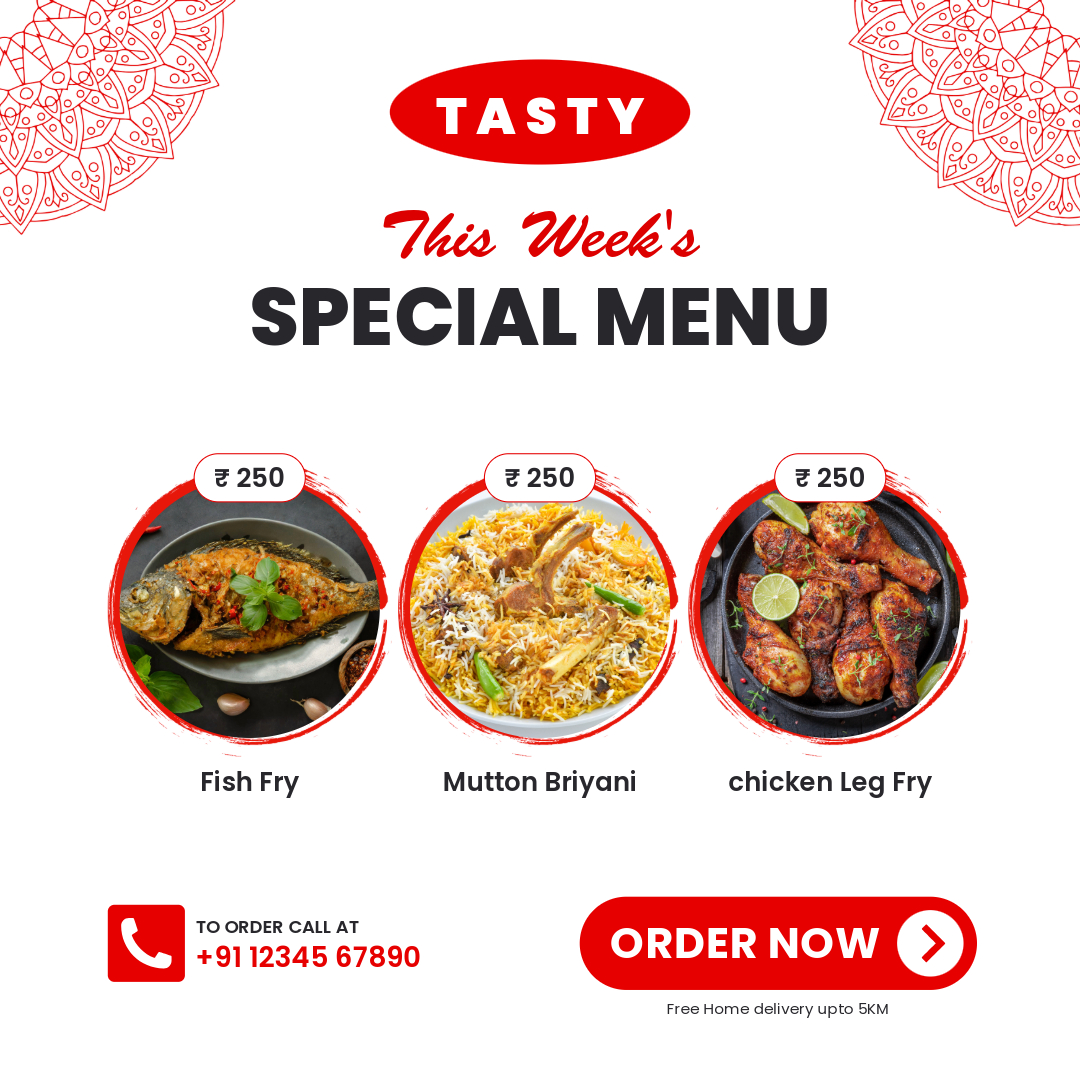 TASTY
This Week's
SPECIAL MENU
₹ 250
₹ 250
₹ 250
Fish Fry
Mutton Briyani
chicken Leg Fry
TO ORDER CALL AT
+91 12345 67890
ORDER NOW
Free Home delivery upto 5KM